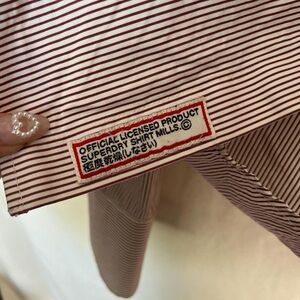 OFFICIAL LICENSED PRODUCT
SUPERDRY SHIRT MILLS.©
極度乾燥(しなさい)